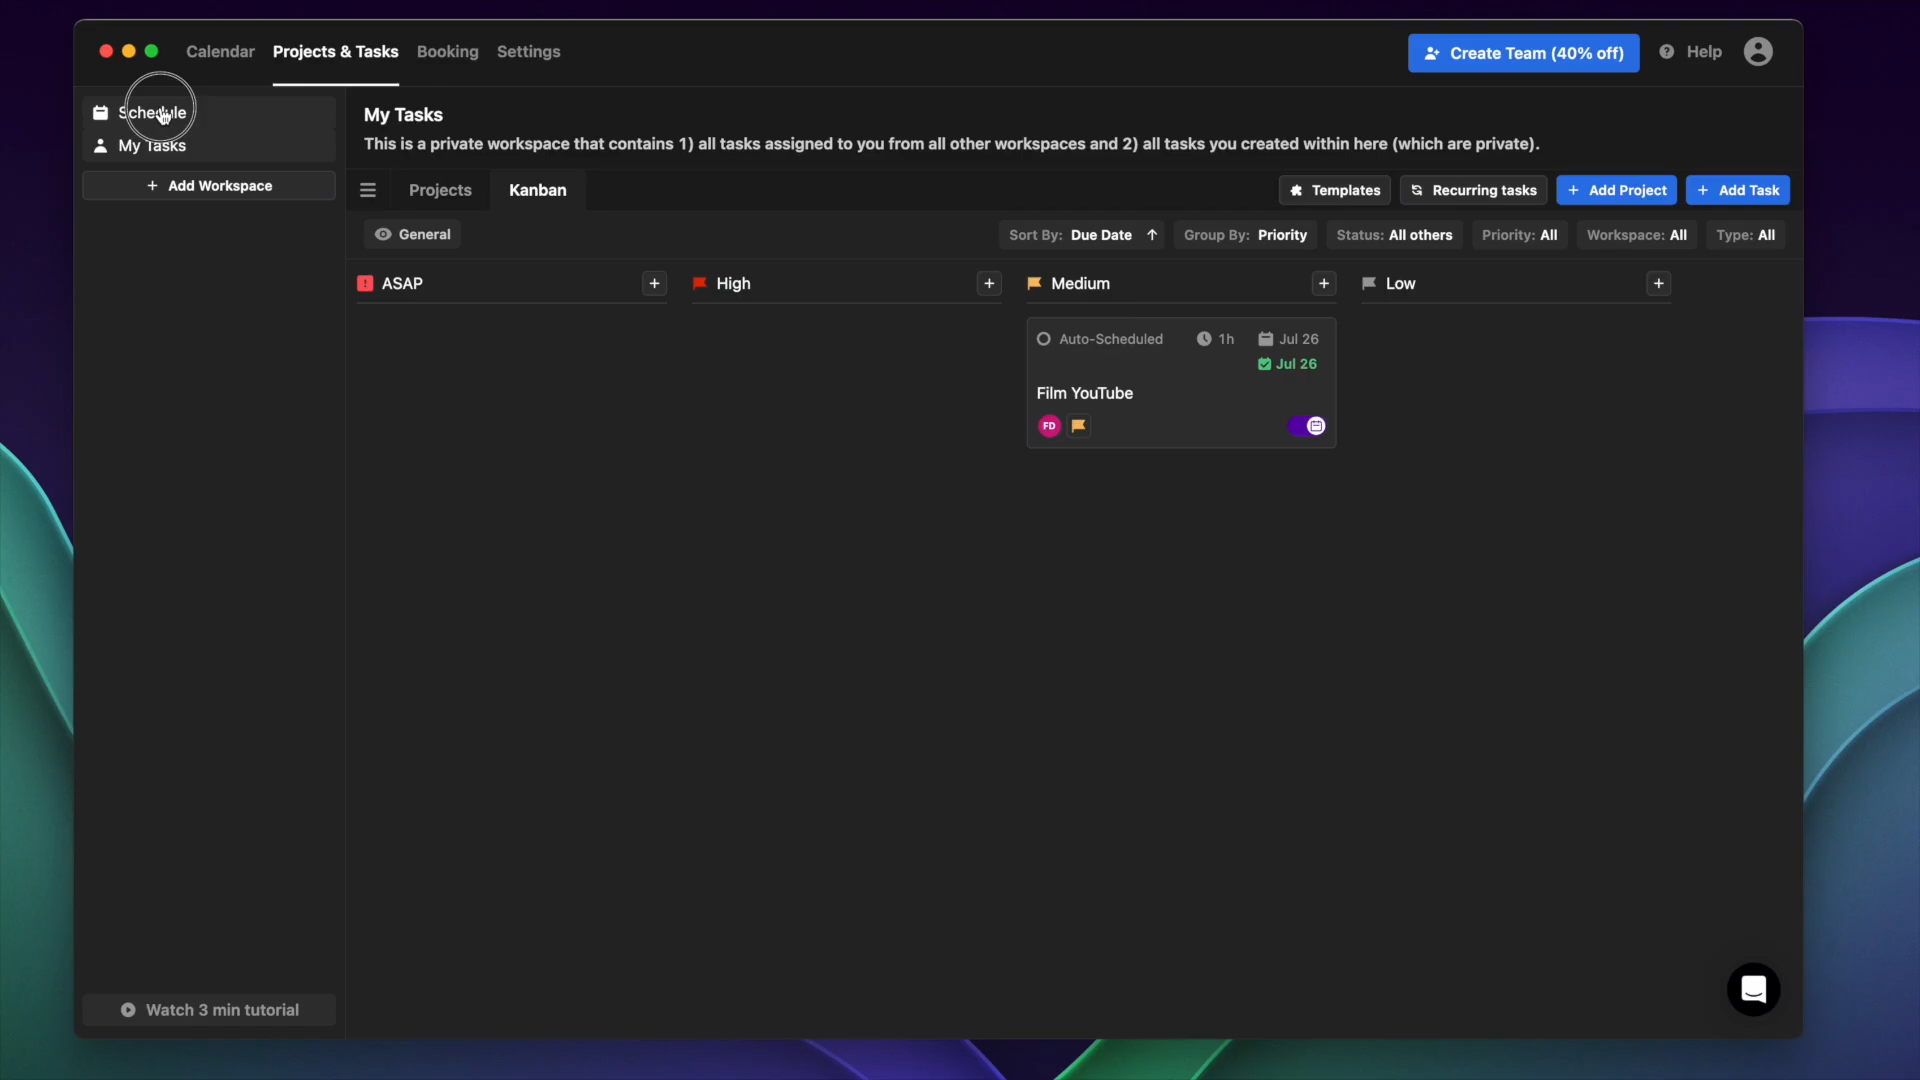 Calendar
Projects & Tasks
Booking
Settings
Create Team (40% off)
Help
Schedule
My Tasks
+ Add Workspace
My Tasks
This is a private workspace that contains 1) all tasks assigned to you from all other workspaces and 2) all tasks you created within here (which are private).
Projects
Kanban
Templates
Recurring tasks
+ Add Project
+ Add Task
General
Sort By: Due Date ↑
Group By: Priority
Status: All others
Priority: All
Workspace: All
Type: All
! ASAP +
High +
Medium +
Low +
Auto-Scheduled
1h
Jul 26
Jul 26
Film YouTube
FD
Watch 3 min tutorial